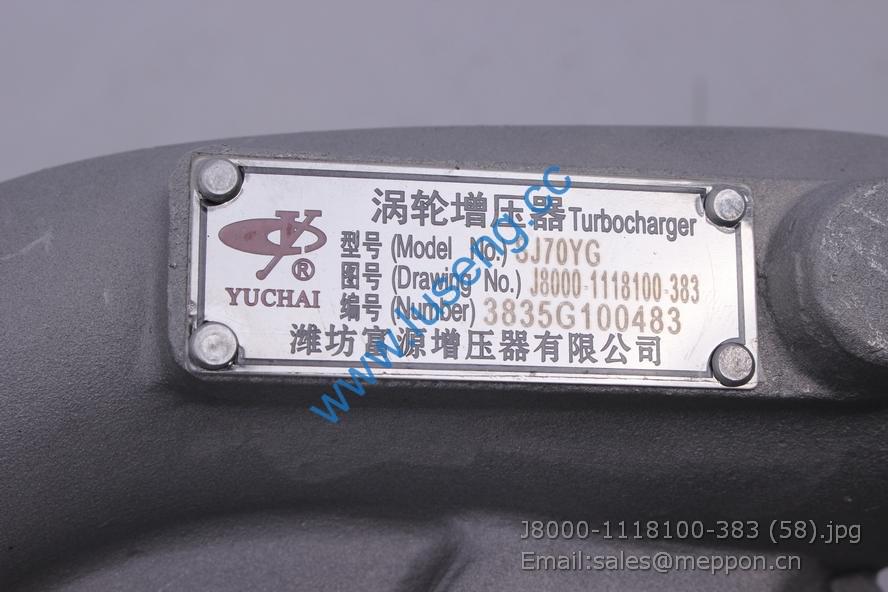 涡轮增压器 Turbocharger
型号 (Model No.) SJ70YG
图号 (Drawing No.) J8000-1118100-383
编号 (Number) 3835G100483
潍坊富源增压器有限公司
YUCHAI
®
www.luseng.cc
J8000-1118100-383 (58).jpg
Email:sales@meppon.cn